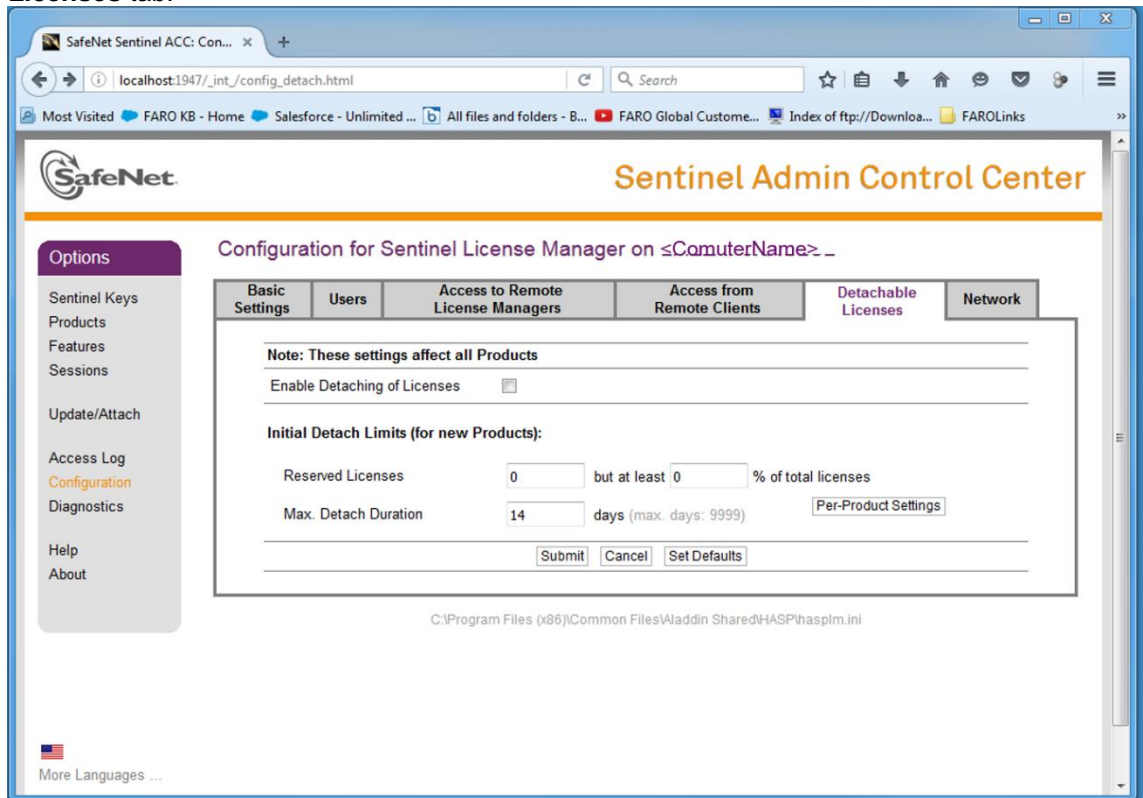 Licenses tab.
SafeNet Sentinel ACC: Con... × +
localhost:1947/_int_/config_detach.html
Search
Most Visited FARO KB - Home Salesforce - Unlimited ... All files and folders - B... FARO Global Custome... Index of ftp://Downloa... FAROLinks »
SafeNet.
Sentinel Admin Control Center
Options
Sentinel Keys
Products
Features
Sessions
Update/Attach
Access Log
Configuration
Diagnostics
Help
About
Configuration for Sentinel License Manager on <ComuterName>
Basic Settings
Users
Access to Remote License Managers
Access from Remote Clients
Detachable Licenses
Network
Note: These settings affect all Products
Enable Detaching of Licenses
Initial Detach Limits (for new Products):
Reserved Licenses 0 but at least 0 % of total licenses
Max. Detach Duration 14 days (max. days: 9999) Per-Product Settings
Submit Cancel Set Defaults
C:\Program Files (x86)\Common Files\Aladdin Shared\HASP\hasplm.ini
More Languages ...